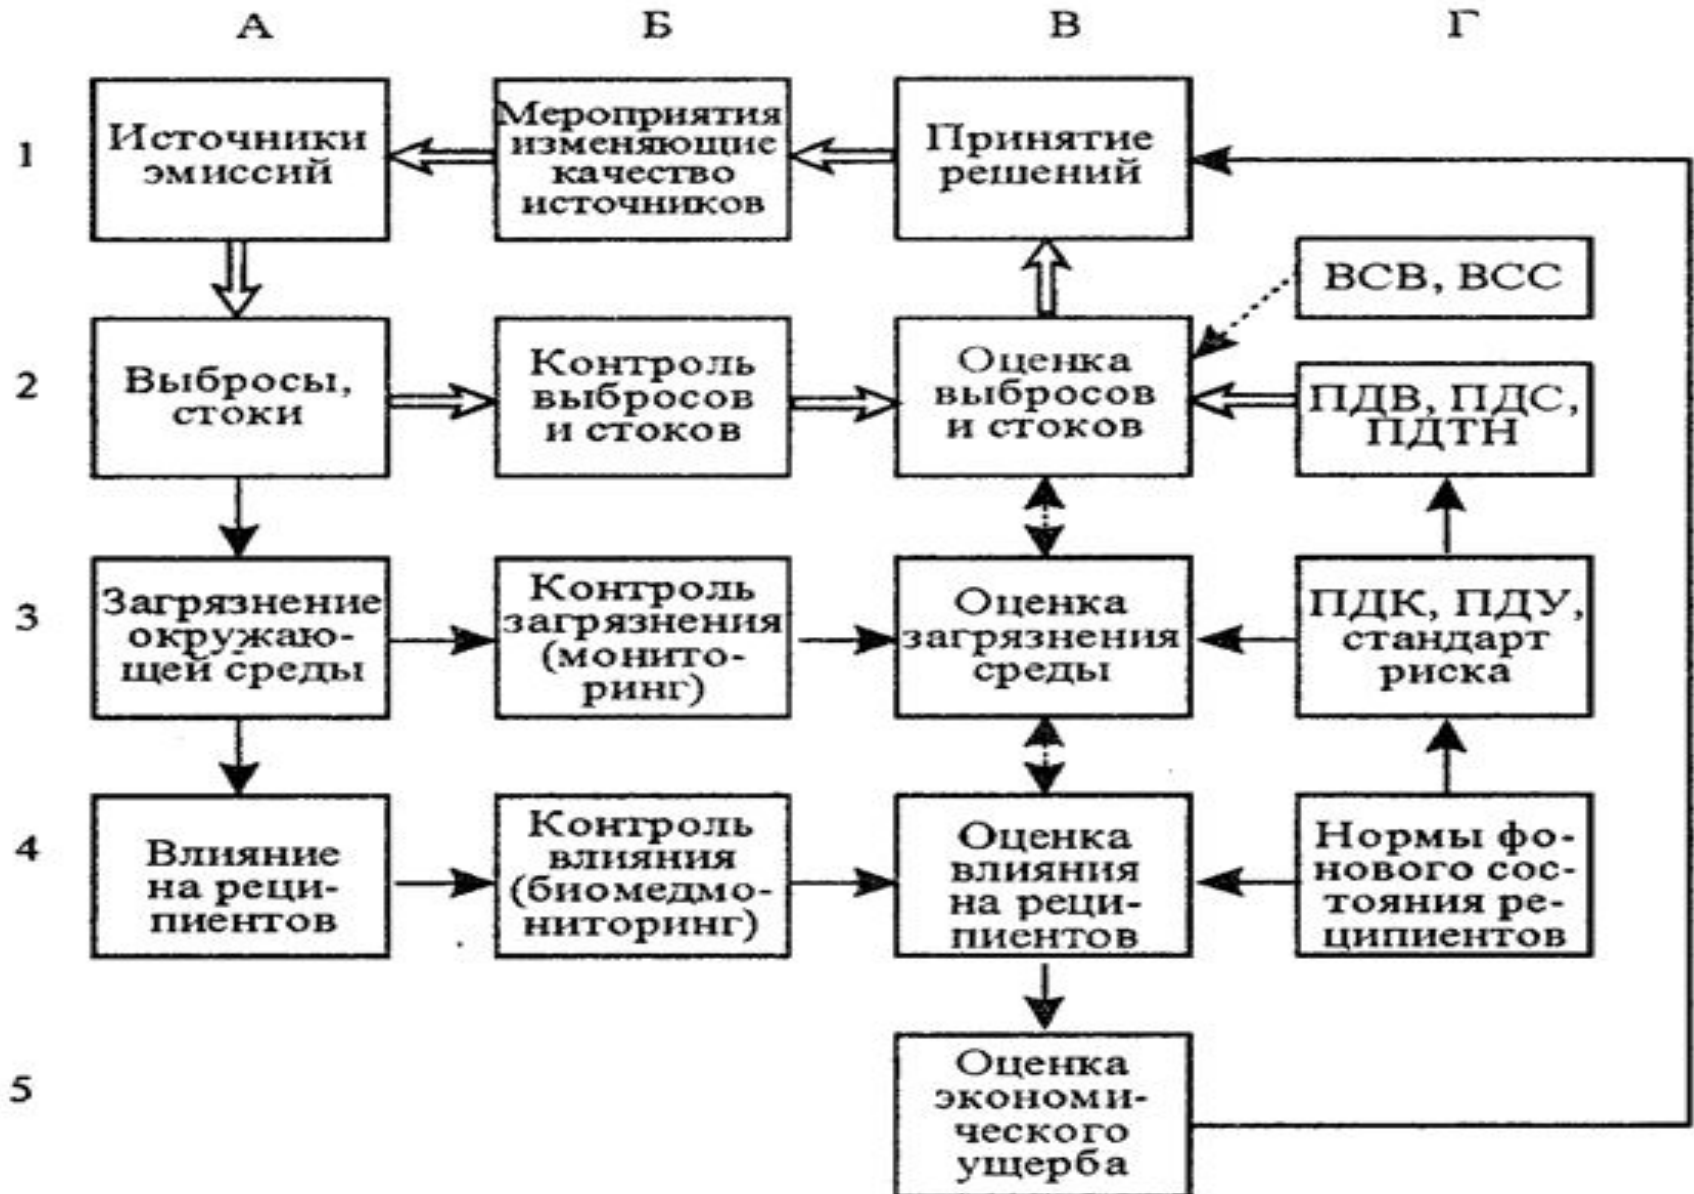 А Б В Г
1
Источники
эмиссий
Мероприятия
изменяющие
качество
источников
Принятие
решений
ВСВ, ВСС
2
Выбросы,
стоки
Контроль
выбросов
и стоков
Оценка
выбросов
и стоков
ПДВ, ПДС,
ПДТН
3
Загрязнение
окружаю-
щей среды
Контроль
загрязнения
(монито-
ринг)
Оценка
загрязнения
среды
ПДК, ПДУ,
стандарт
риска
4
Влияние
на реци-
пиентов
Контроль
влияния
(биомедмо-
ниторинг)
Оценка
влияния
на реци-
пиентов
Нормы фо-
нового сос-
тояния ре-
ципиентов
5
Оценка
экономи-
ческого
ущерба